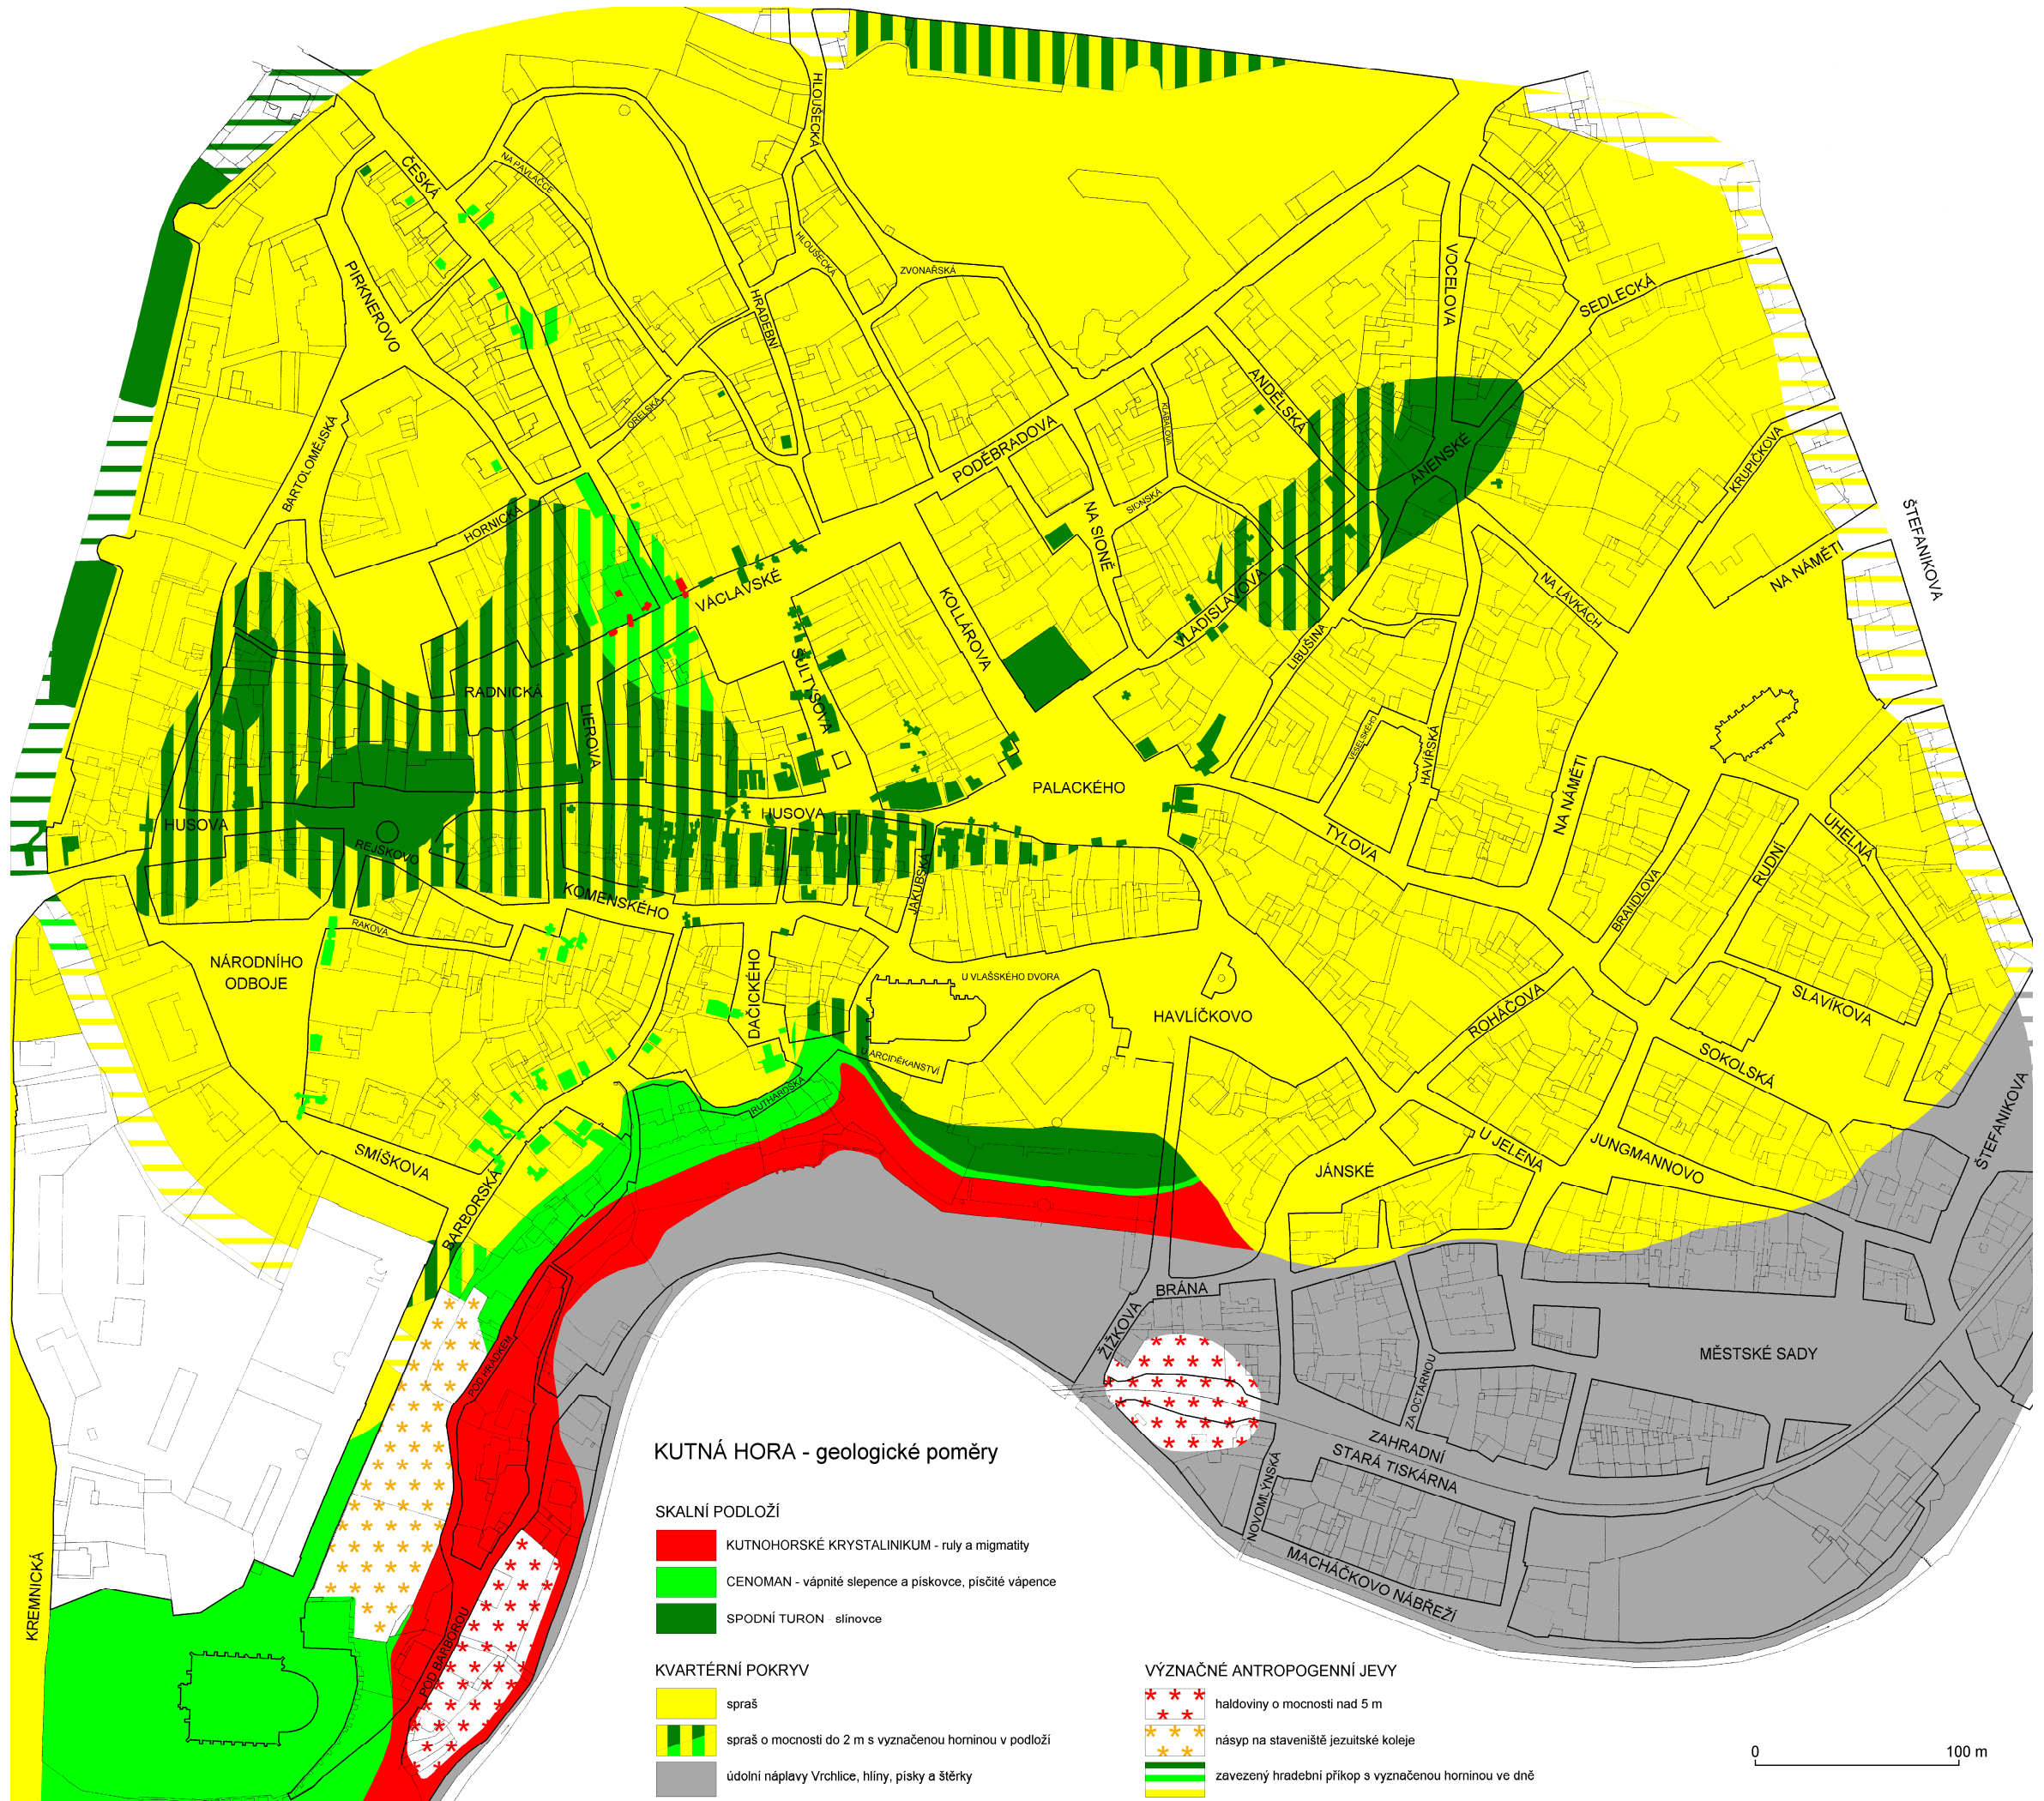 HLOUŠECKÁ
ČESKÁ
NA PAVLAČCE
PIRKNEROVO
HLOUŠECKÁ
ZVONAŘSKÁ
VOCELOVA
SEDLECKÁ
HRADEBNÍ
ORELSKÁ
ANDĚLSKÁ
KLABALOVA
BARTOLOMĚJSKÁ
PODĚBRADOVA
ANENSKÉ
KRUPIČKOVA
HORNICKÁ
SIONSKÁ
NA SIONĚ
ŠTEFANIKOVA
VÁCLAVSKÉ
NA NÁMĚTI
NA LÁVKÁCH
KOLLÁROVA
VLADISLAVOVA
LIBUŠINA
RADNICKÁ
ŠULTYSOVA
LIEROVA
VESELSKÉHO
HAVÍŘSKÁ
NA NÁMĚTI
PALACKÉHO
HUSOVA
HUSOVA
REJSKOVO
TYLOVA
UHELNÁ
RUDNÍ
JAKUBSKÁ
KOMENSKÉHO
BRANDLOVA
RAKOVA
NÁRODNÍHO
ODBOJE
DAČICKÉHO
U VLAŠSKÉHO DVORA
HAVLÍČKOVO
ROHÁČOVA
SLAVÍKOVA
U ARCIDĚKANSTVÍ
SOKOLSKÁ
RUTHARDSKÁ
ŠTEFANIKOVA
SMÍŠKOVA
U JELENA
JUNGMANNOVO
JÁNSKÉ
BARBORSKÁ
BRÁNA
ŽIŽKOVA
MĚSTSKÉ SADY
POD HRÁDKEM
ZA OCTÁRNOU
ZAHRADNÍ
STARÁ TISKÁRNA
NOVOMLÝNSKÁ
MACHÁČKOVO NÁBŘEŽÍ
KREMNICKÁ
POD BARBOROU
KUTNÁ HORA - geologické poměry
SKALNÍ PODLOŽÍ
KUTNOHORSKÉ KRYSTALINIKUM - ruly a migmatity
CENOMAN - vápnité slepence a pískovce, písčité vápence
SPODNÍ TURON - slínovce
KVARTÉRNÍ POKRYV
spraš
spraš o mocnosti do 2 m s vyznačenou horninou v podloží
údolní náplavy Vrchlice, hlíny, písky a štěrky
VÝZNAČNÉ ANTROPOGENNÍ JEVY
haldoviny o mocnosti nad 5 m
násyp na staveniště jezuitské koleje
zavezený hradební příkop s vyznačenou horninou ve dně
0 100 m